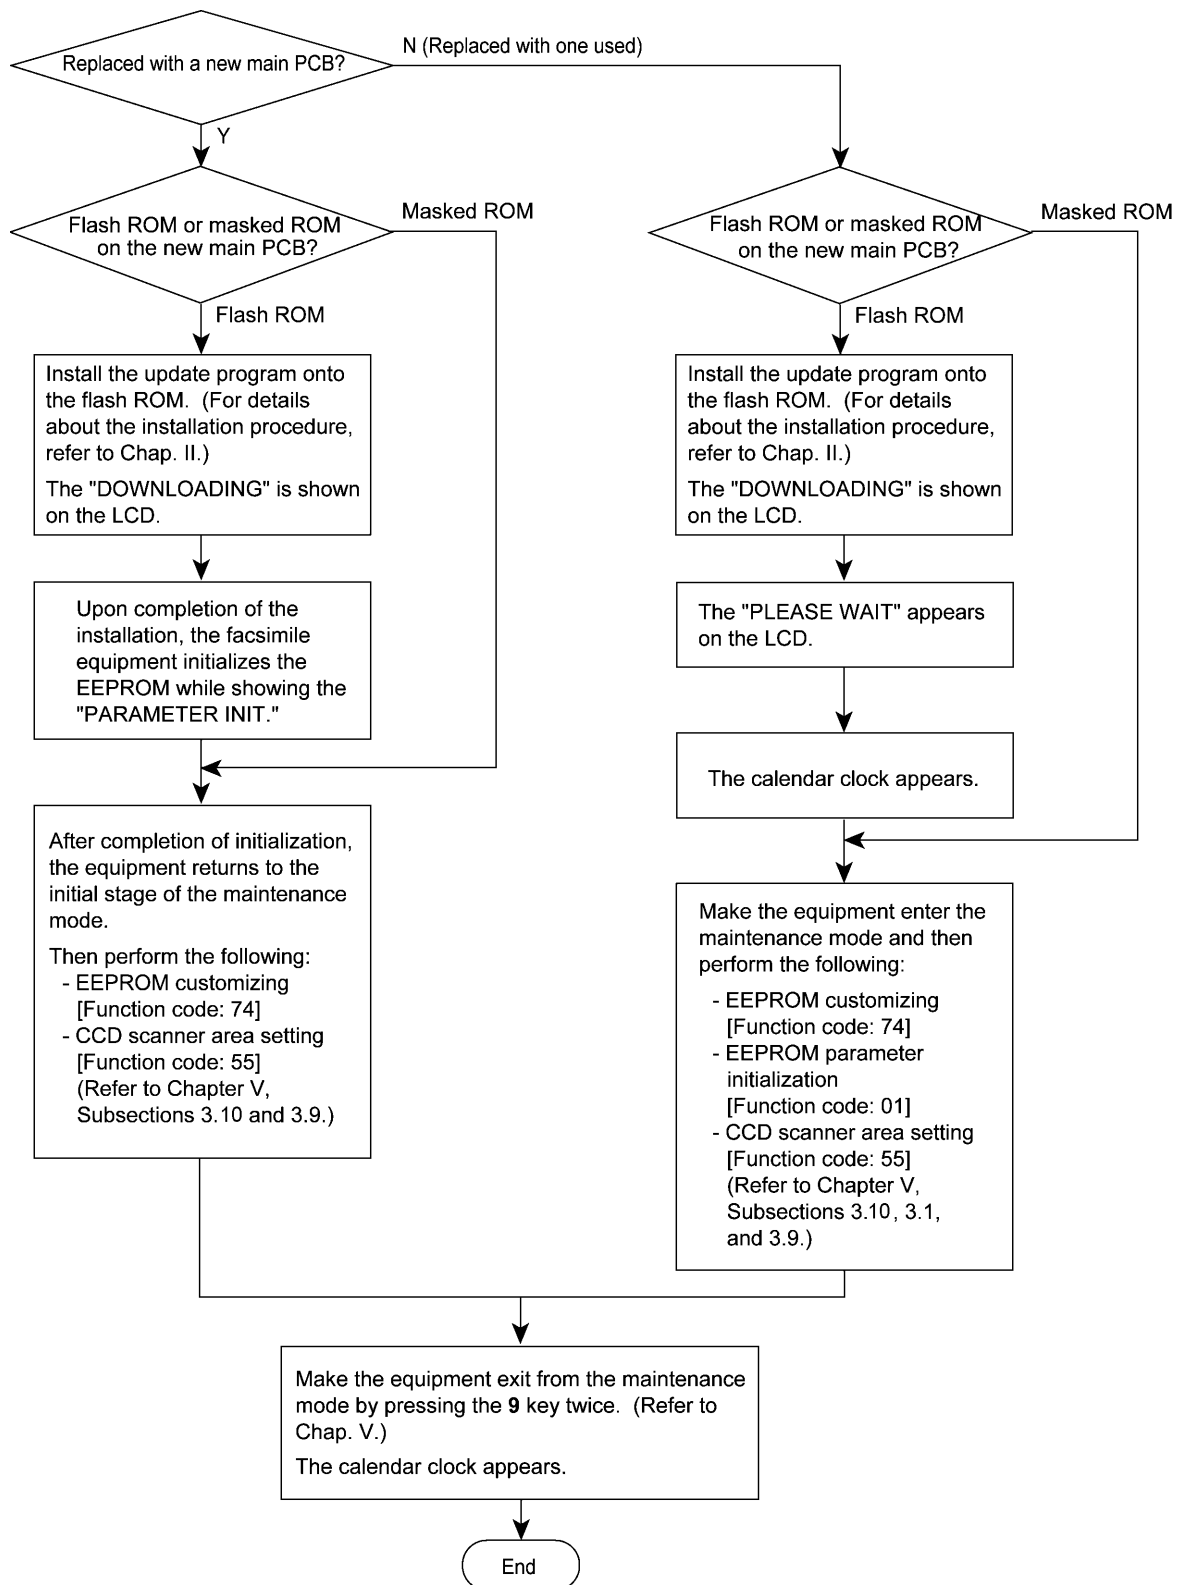 Replaced with a new main PCB?
N (Replaced with one used)
Y
Flash ROM or masked ROM
on the new main PCB?
Masked ROM
Flash ROM
Install the update program onto
the flash ROM.  (For details
about the installation procedure,
refer to Chap. II.)
The "DOWNLOADING" is shown
on the LCD.
Upon completion of the
installation, the facsimile
equipment initializes the
EEPROM while showing the
"PARAMETER INIT."
After completion of initialization,
the equipment returns to the
initial stage of the maintenance
mode.
Then perform the following:
- EEPROM customizing
[Function code: 74]
- CCD scanner area setting
[Function code: 55]
(Refer to Chapter V,
Subsections 3.10 and 3.9.)
Flash ROM or masked ROM
on the new main PCB?
Masked ROM
Flash ROM
Install the update program onto
the flash ROM.  (For details
about the installation procedure,
refer to Chap. II.)
The "DOWNLOADING" is shown
on the LCD.
The "PLEASE WAIT" appears
on the LCD.
The calendar clock appears.
Make the equipment enter the
maintenance mode and then
perform the following:
- EEPROM customizing
[Function code: 74]
- EEPROM parameter
initialization
[Function code: 01]
- CCD scanner area setting
[Function code: 55]
(Refer to Chapter V,
Subsections 3.10, 3.1,
and 3.9.)
Make the equipment exit from the maintenance
mode by pressing the 9 key twice.  (Refer to
Chap. V.)
The calendar clock appears.
End